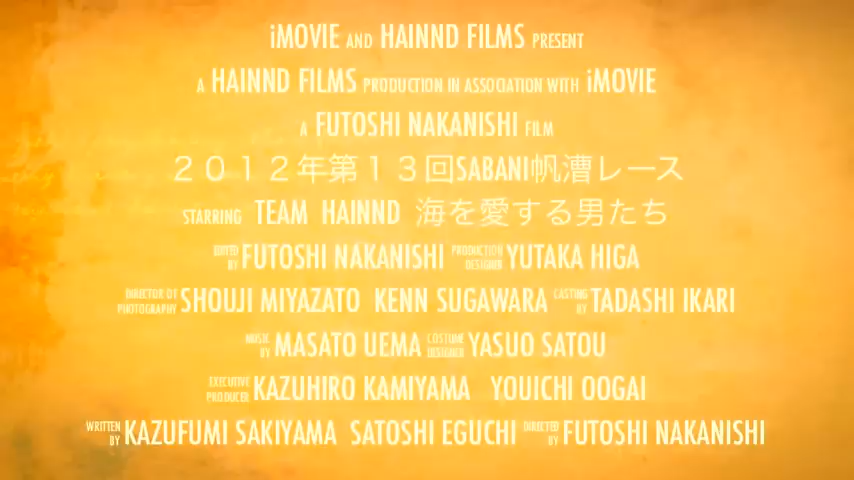 iMOVIE AND HAINND FILMS PRESENT
A HAINND FILMS PRODUCTION IN ASSOCIATION WITH iMOVIE
A FUTOSHI NAKANISHI FILM
２０１２年第１３回SABANI帆漕レース
STARRING TEAM HAINND 海を愛する男たち
EDITED BY FUTOSHI NAKANISHI PRODUCTION DESIGNER YUTAKA HIGA
DIRECTOR OF PHOTOGRAPHY SHOUJI MIYAZATO KENN SUGAWARA CASTING BY TADASHI IKARI
MUSIC BY MASATO UEMA COSTUME DESIGNER YASUO SATOU
EXECUTIVE PRODUCER KAZUHIRO KAMIYAMA YOUICHI OOGAI
WRITTEN BY KAZUFUMI SAKIYAMA SATOSHI EGUCHI DIRECTED BY FUTOSHI NAKANISHI